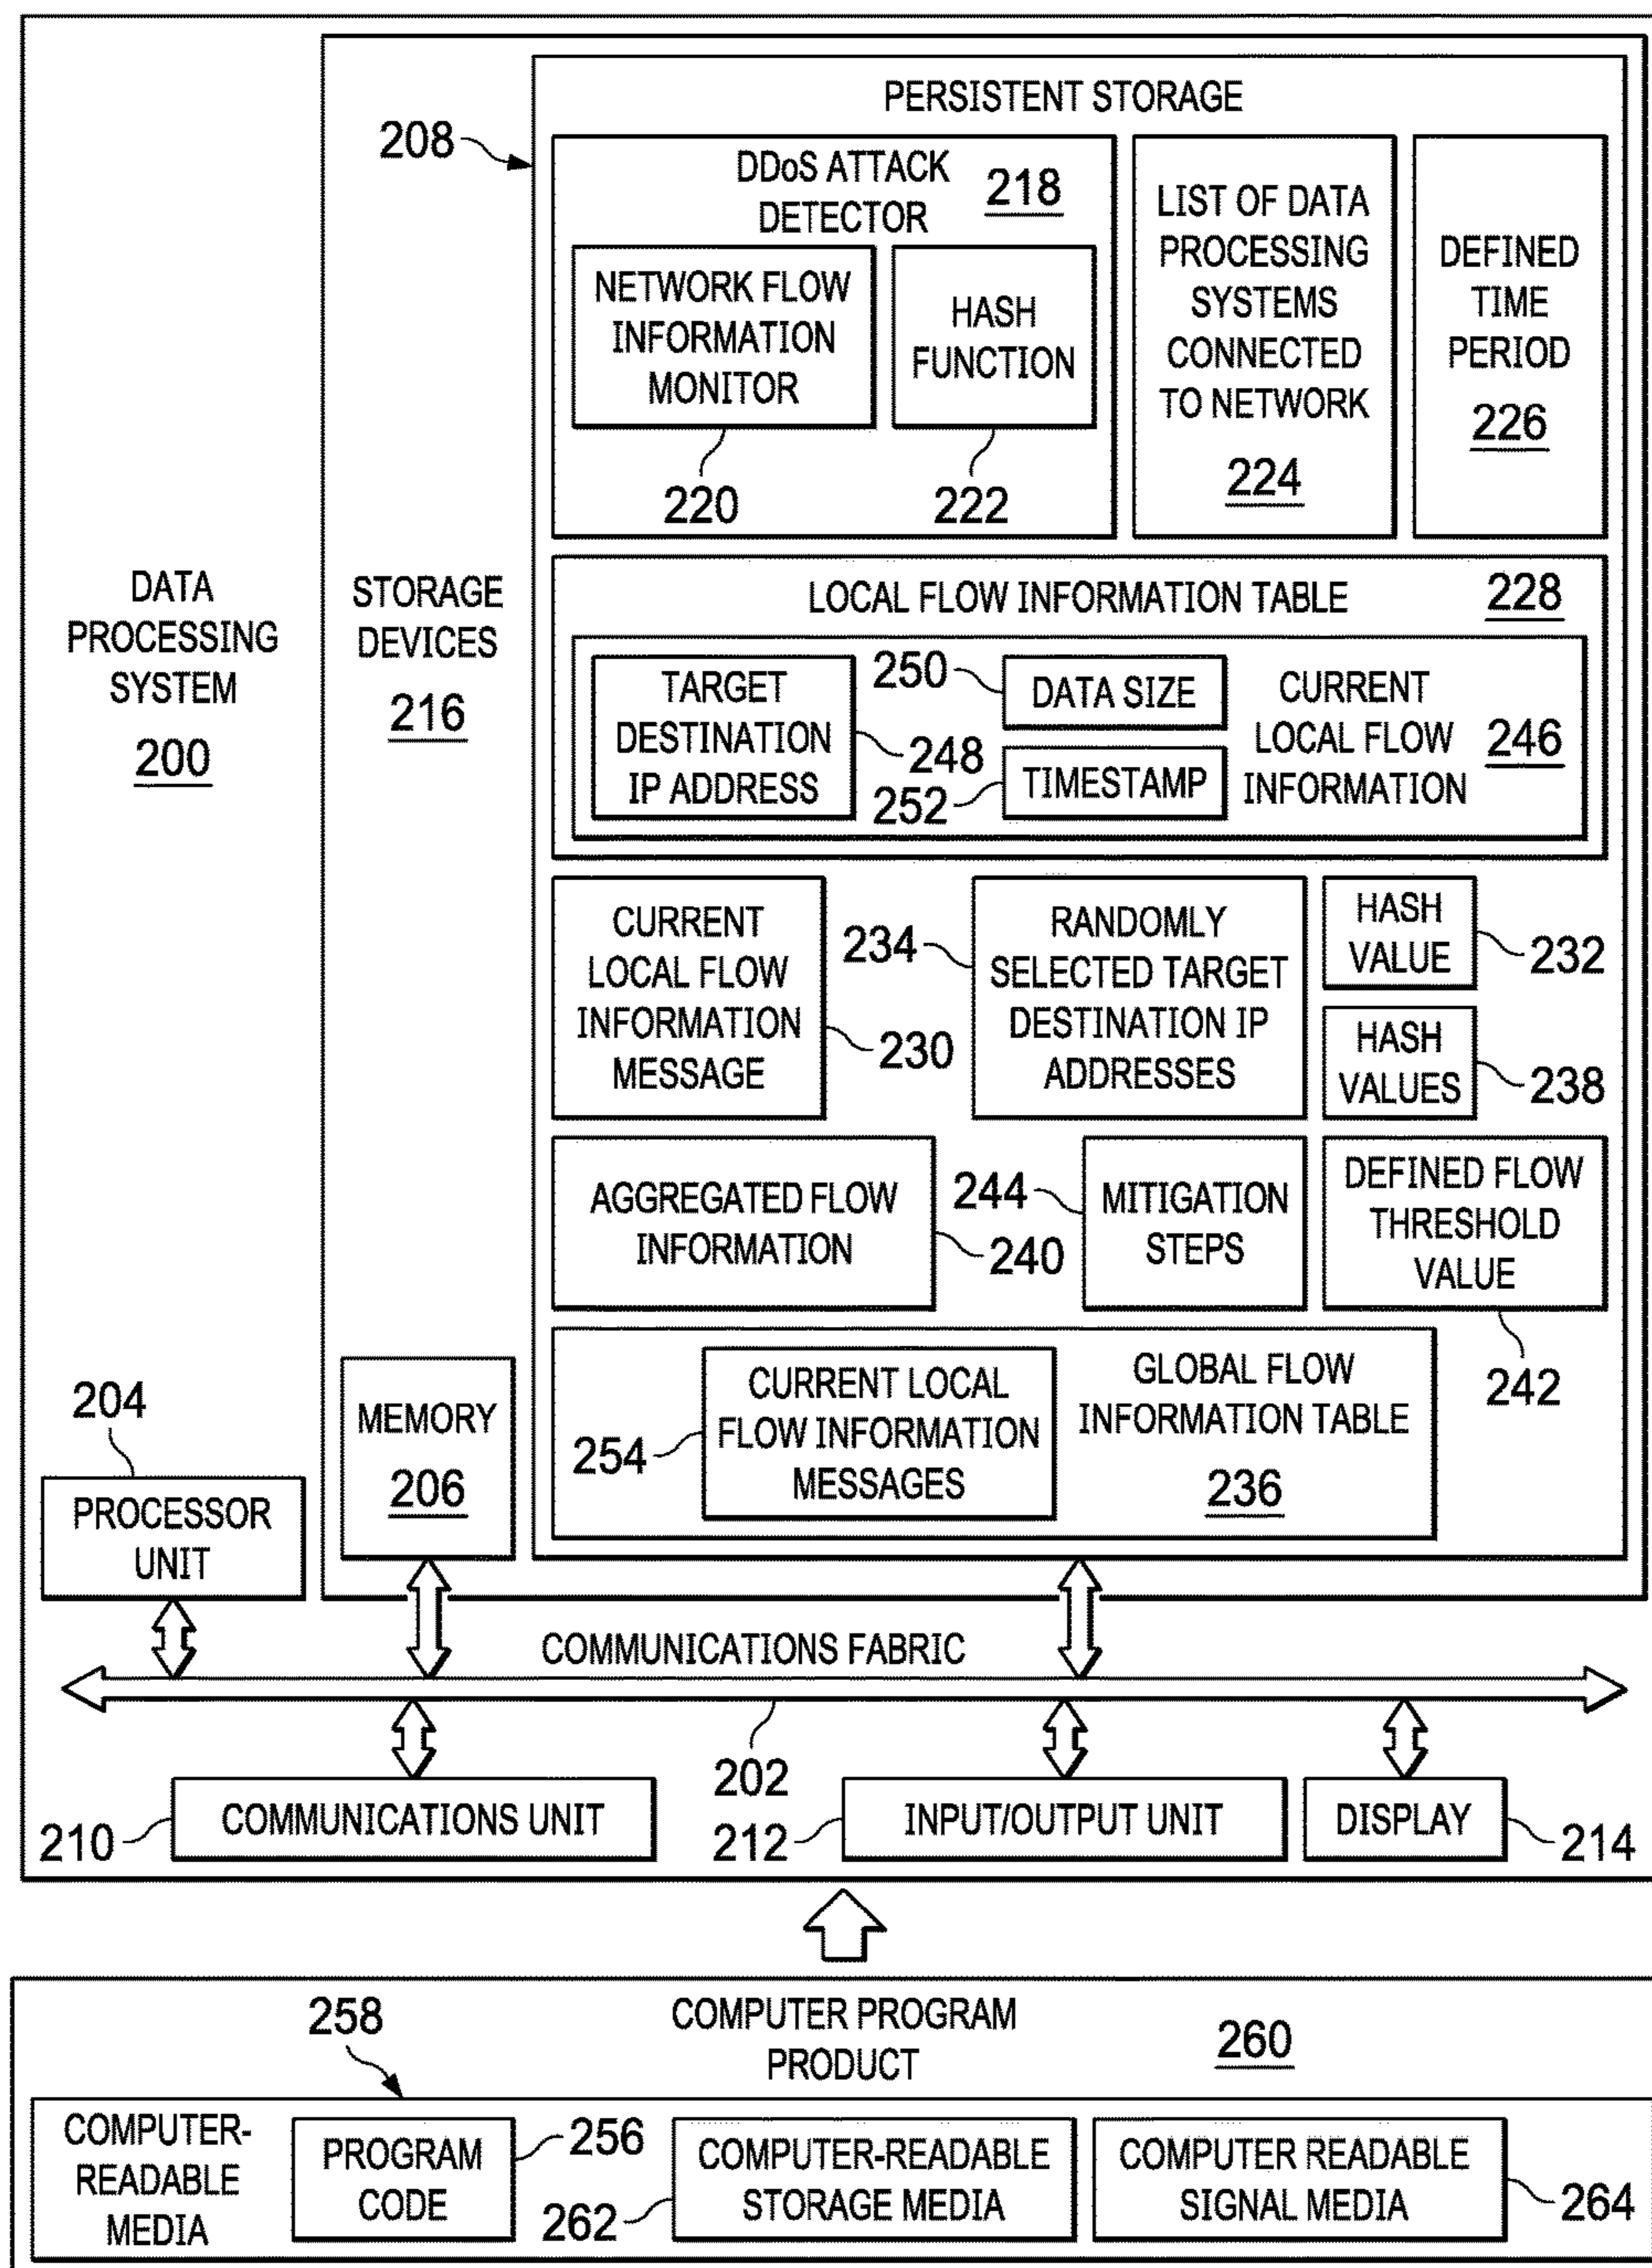 PERSISTENT STORAGE
208
DDoS ATTACK
DETECTOR
218
NETWORK FLOW
INFORMATION
MONITOR
220
HASH
FUNCTION
222
LIST OF DATA
PROCESSING
SYSTEMS
CONNECTED
TO NETWORK
224
DEFINED
TIME
PERIOD
226
DATA
PROCESSING
SYSTEM
200
STORAGE
DEVICES
216
LOCAL FLOW INFORMATION TABLE
228
TARGET
DESTINATION
IP ADDRESS
248
250
DATA SIZE
252
TIMESTAMP
CURRENT
LOCAL FLOW
INFORMATION
246
CURRENT
LOCAL FLOW
INFORMATION
MESSAGE
230
234
RANDOMLY
SELECTED TARGET
DESTINATION IP
ADDRESSES
HASH
VALUE
232
HASH
VALUES
238
AGGREGATED FLOW
INFORMATION
240
244
MITIGATION
STEPS
DEFINED FLOW
THRESHOLD
VALUE
242
254
CURRENT LOCAL
FLOW INFORMATION
MESSAGES
GLOBAL FLOW
INFORMATION TABLE
236
MEMORY
206
204
PROCESSOR
UNIT
COMMUNICATIONS FABRIC
202
210
COMMUNICATIONS UNIT
212
INPUT/OUTPUT UNIT
DISPLAY
214
COMPUTER PROGRAM
PRODUCT
260
258
COMPUTER-
READABLE
MEDIA
PROGRAM
CODE
256
262
COMPUTER-READABLE
STORAGE MEDIA
COMPUTER READABLE
SIGNAL MEDIA
264